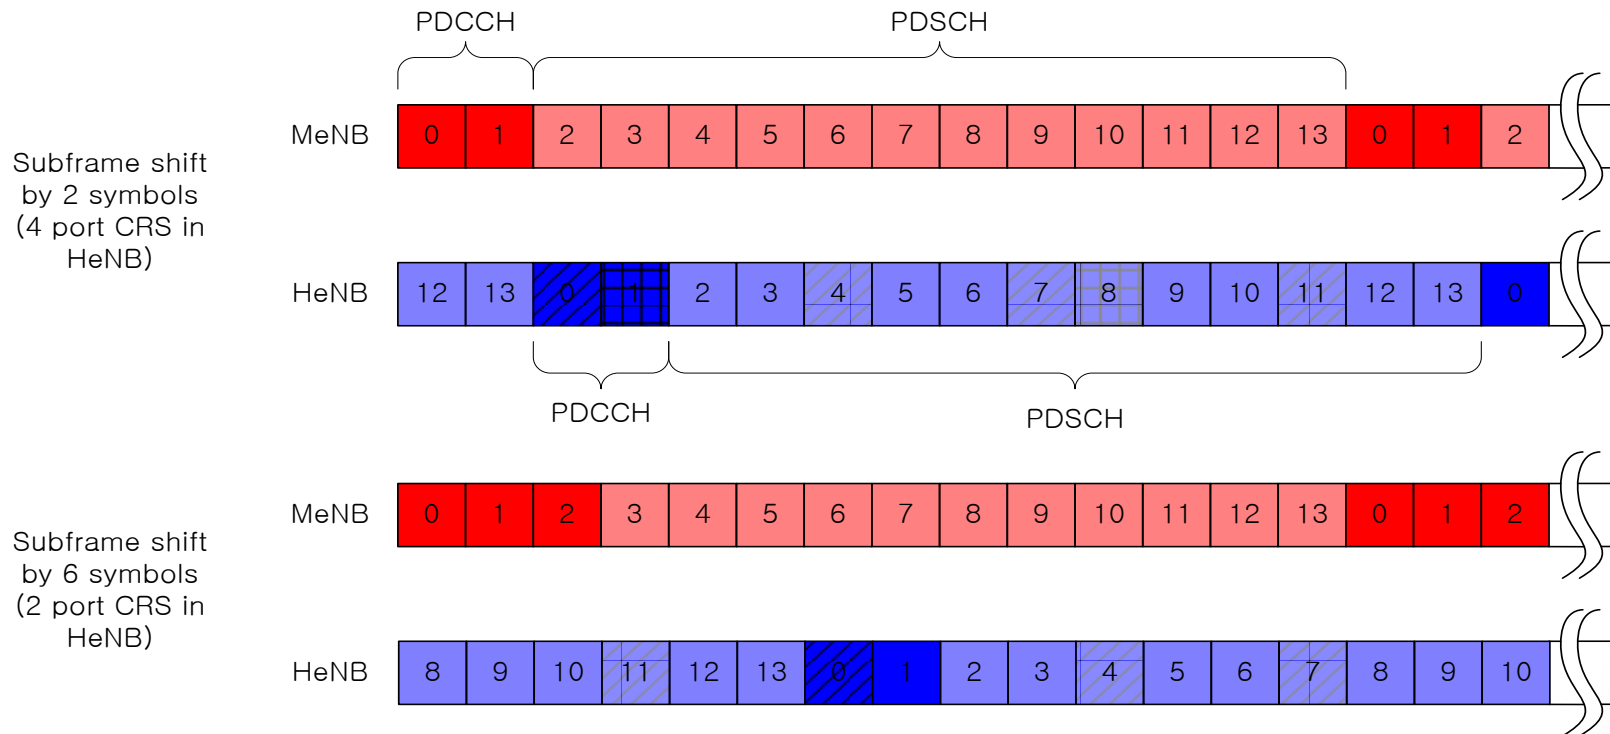 PDCCH PDSCH
Subframe shift
by 2 symbols
(4 port CRS in
HeNB)
MeNB 0 1 2 3 4 5 6 7 8 9 10 11 12 13 0 1 2
HeNB 12 13 0 1 2 3 4 5 6 7 8 9 10 11 12 13 0
PDCCH PDSCH
Subframe shift
by 6 symbols
(2 port CRS in
HeNB)
MeNB 0 1 2 3 4 5 6 7 8 9 10 11 12 13 0 1 2
HeNB 8 9 10 11 12 13 0 1 2 3 4 5 6 7 8 9 10